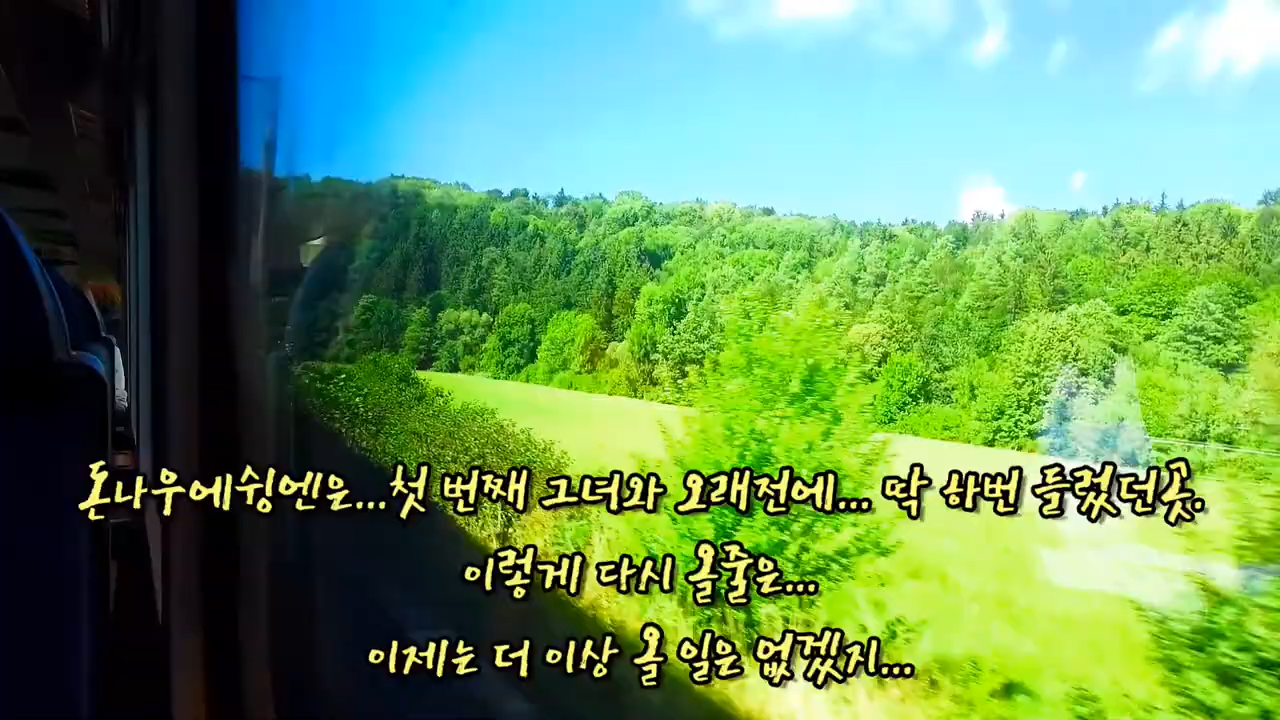 돈나우에슁엔은...첫 번째 그녀와 오래전에... 딱 한번 들렀던곳.
이렇게 다시 올줄은...
이제는 더 이상 올 일은 없겠지...